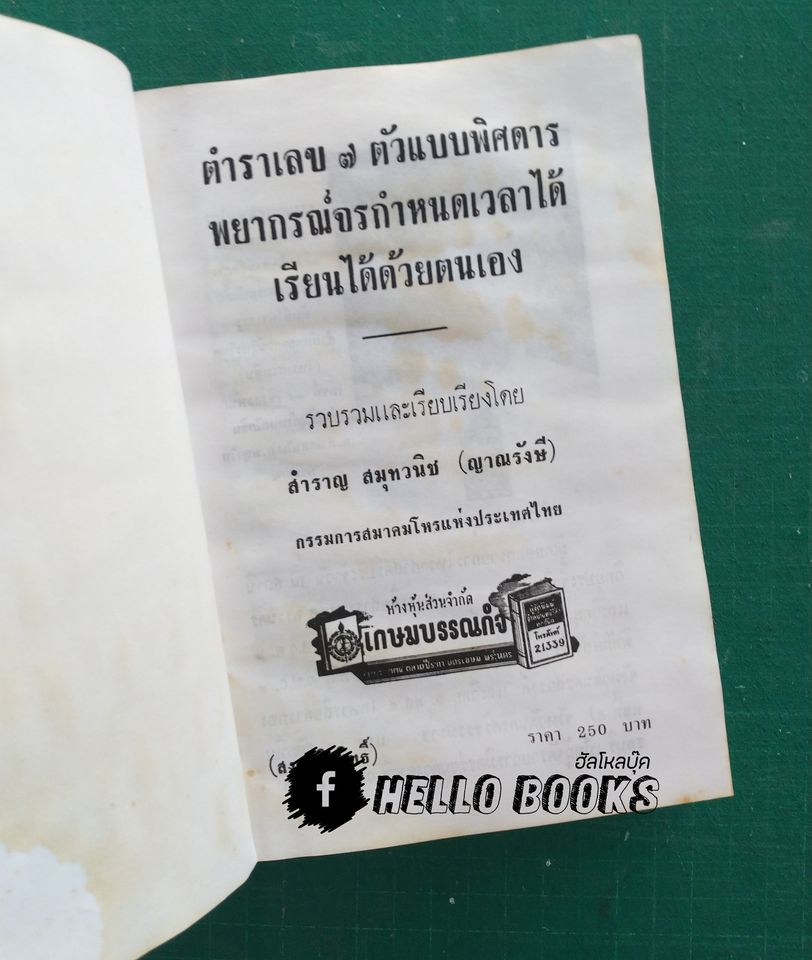 ตำราเลข ๗ ตัวแบบพิศดาร
พยากรณ์จรกำหนดเวลาได้
เรียนได้ด้วยตนเอง
รวบรวมและเรียบเรียงโดย
สำราญ สมุทวนิช (ญาณรังษี)
กรรมการสมาคมโหรแห่งประเทศไทย
ห้างหุ้นส่วนจำกัด
เกษมบรรณกิจ
โทรศัพท์
21339
ราคา 250 บาท
ฮัลโหลบุ๊ค
f HELLO BOOKS